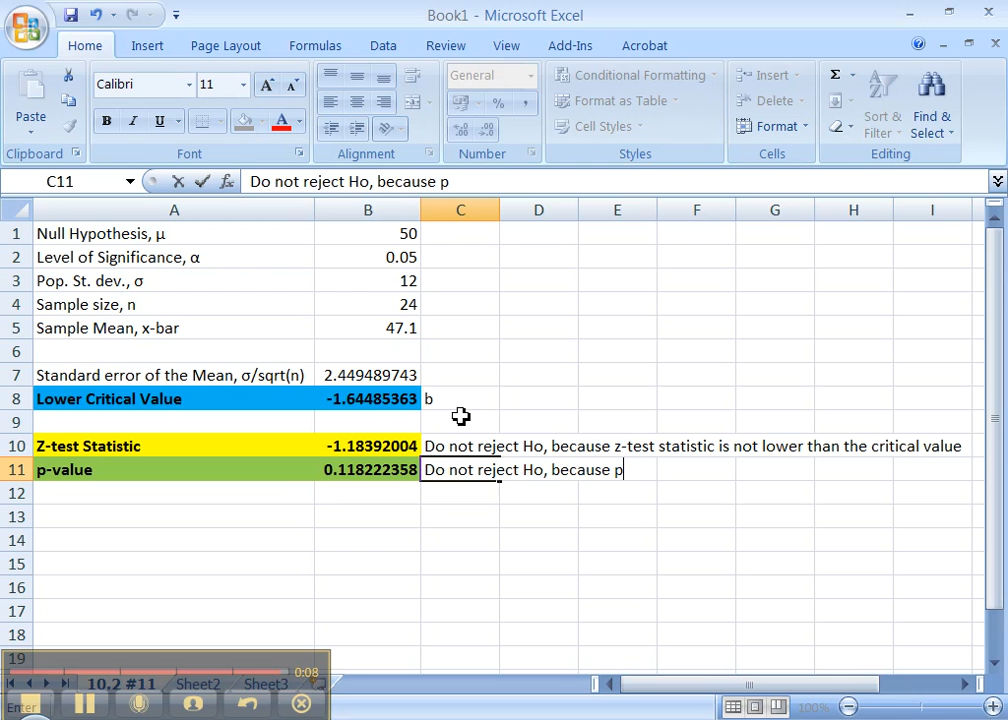 Book1 - Microsoft Excel
Home Insert Page Layout Formulas Data Review View Add-Ins Acrobat
Paste
Calibri 11 A A
B I U A
General
% ,
Conditional Formatting
Format as Table
Cell Styles
Insert
Delete
Format
Σ
Sort & Filter
Find & Select
Clipboard Font Alignment Number Styles Cells Editing
C11 fx Do not reject Ho, because p
A B C D E F G H I
1 Null Hypothesis, μ 50
2 Level of Significance, α 0.05
3 Pop. St. dev., σ 12
4 Sample size, n 24
5 Sample Mean, x-bar 47.1
6
7 Standard error of the Mean, σ/sqrt(n) 2.449489743
8 Lower Critical Value -1.64485363 b
9
10 Z-test Statistic -1.18392004 Do not reject Ho, because z-test statistic is not lower than the critical value
11 p-value 0.118222358 Do not reject Ho, because p
12
13
14
15
16
17
18
19
0:08
10,2 #11 Sheet2 Sheet3
Enter 100%